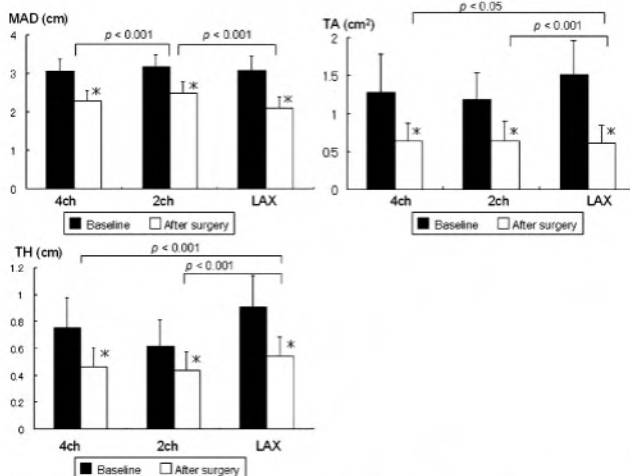 MAD (cm)
p < 0.001
p < 0.001
4
3
2
1
0
* * *
4ch 2ch LAX
Baseline After surgery
TA (cm²)
p < 0.05
p < 0.001
2
1.5
1
0.5
0
* * *
4ch 2ch LAX
Baseline After surgery
TH (cm)
p < 0.001
p < 0.001
1.2
1
0.8
0.6
0.4
0.2
0
* * *
4ch 2ch LAX
Baseline After surgery